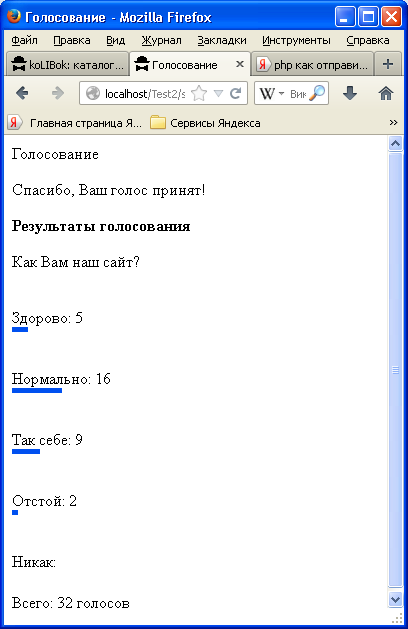 Голосование - Mozilla Firefox
Файл Правка Вид Журнал Закладки Инструменты Справка
koLIBok: каталог... Голосование php как отправи...
localhost/Test2/s Вик
Главная страница Я... Сервисы Яндекса
Голосование
Спасибо, Ваш голос принят!
Результаты голосования
Как Вам наш сайт?
Здорово: 5
Нормально: 16
Так себе: 9
Отстой: 2
Никак:
Всего: 32 голосов